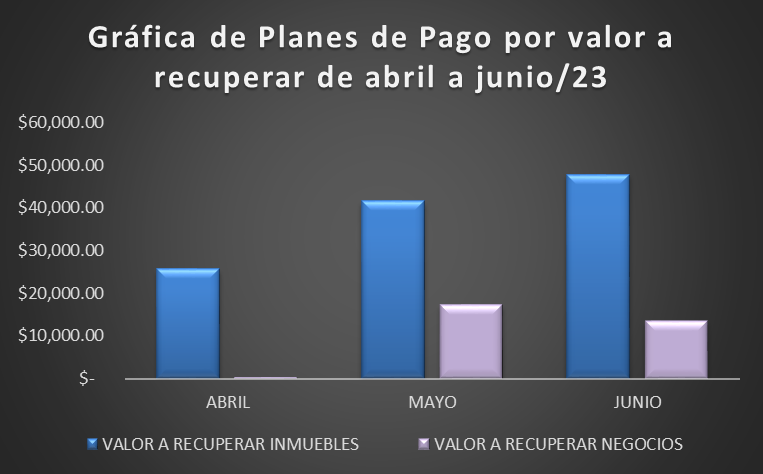 Gráfica de Planes de Pago por valor a
recuperar de abril a junio/23
$60,000.00
$50,000.00
$40,000.00
$30,000.00
$20,000.00
$10,000.00
$-
ABRIL
MAYO
JUNIO
VALOR A RECUPERAR INMUEBLES
VALOR A RECUPERAR NEGOCIOS